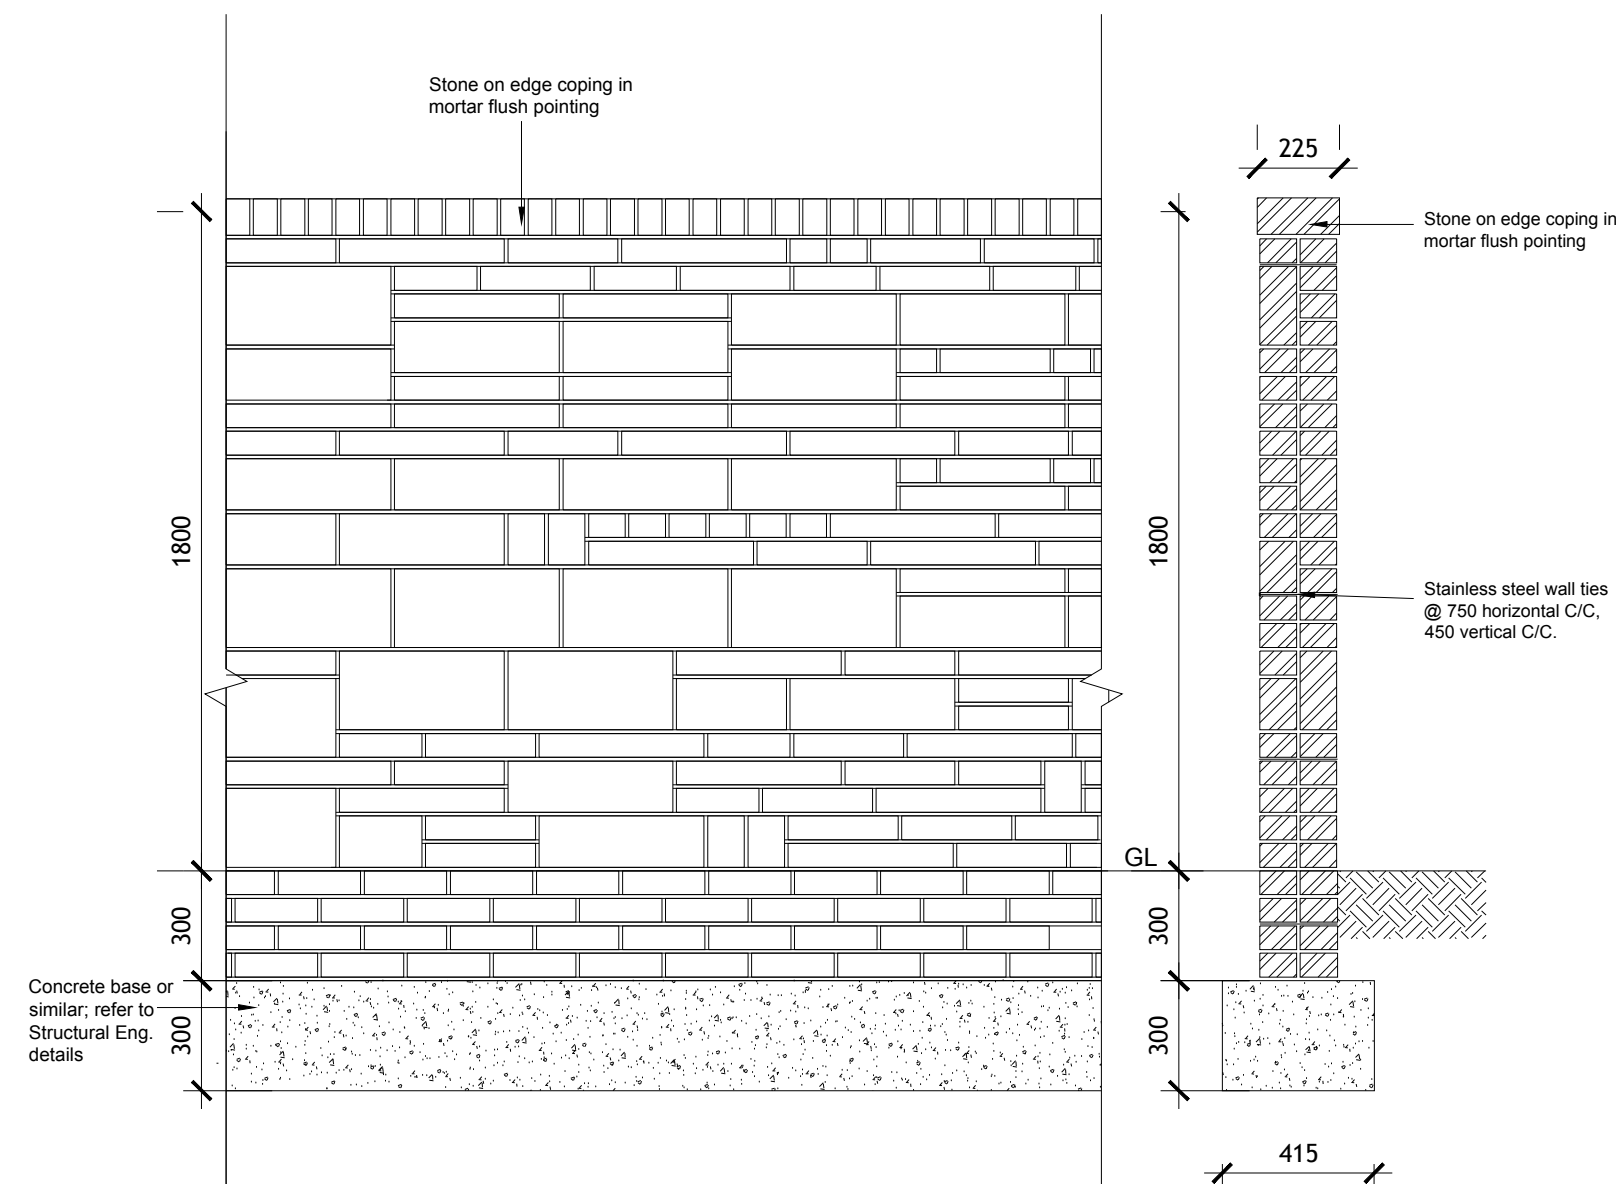 Stone on edge coping in
mortar flush pointing
225
Stone on edge coping in
mortar flush pointing
1800
1800
Stainless steel wall ties
@ 750 horizontal C/C,
450 vertical C/C.
GL
300
300
Concrete base or
similar; refer to
Structural Eng.
details
300
300
415